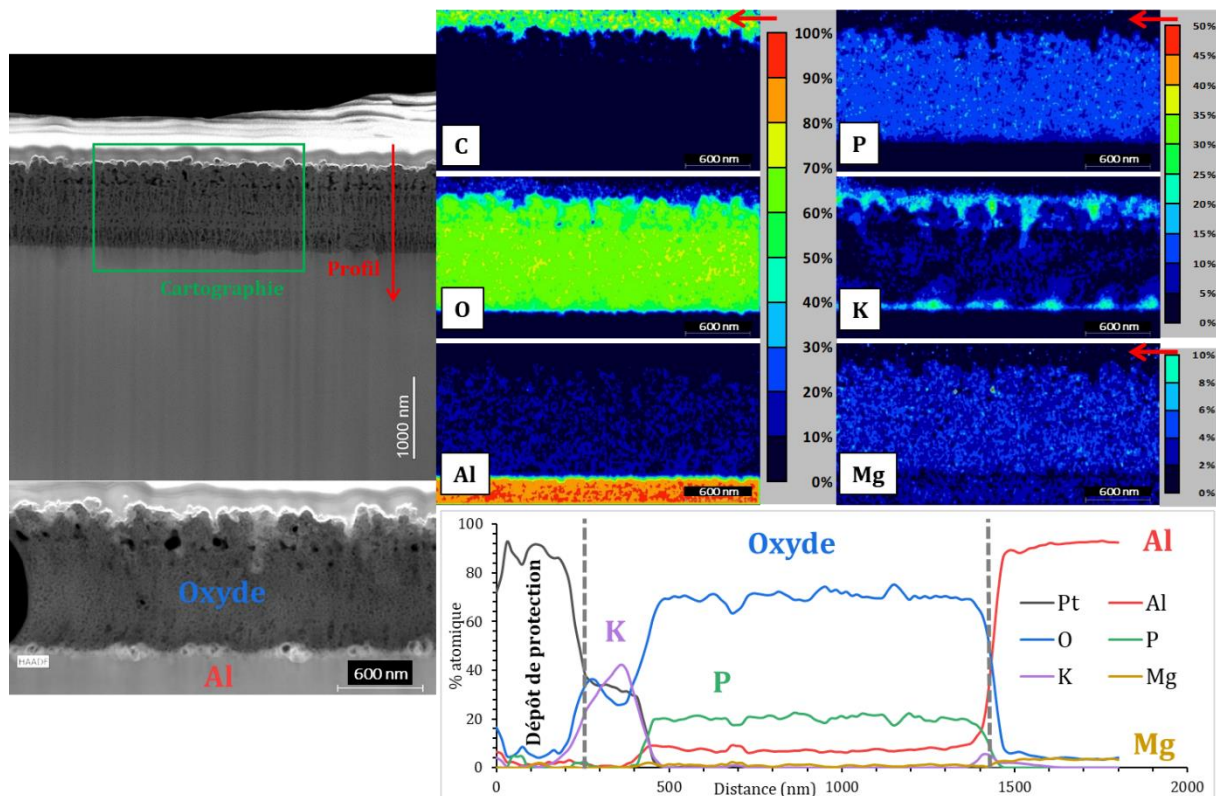 Profil
Cartographie
1000 nm
Oxyde
HAADF
Al
600 nm
C
600 nm
O
600 nm
Al
600 nm
100%
90%
80%
70%
60%
50%
40%
30%
20%
10%
0%
P
600 nm
K
600 nm
50%
45%
40%
35%
30%
25%
20%
15%
10%
5%
0%
Mg
600 nm
10%
8%
6%
4%
2%
0%
% atomique
100
80
60
40
20
0
Dépôt de protection
K
P
Oxyde
Al
Mg
Pt
Al
O
P
K
Mg
0
500
1000
1500
2000
Distance (nm)